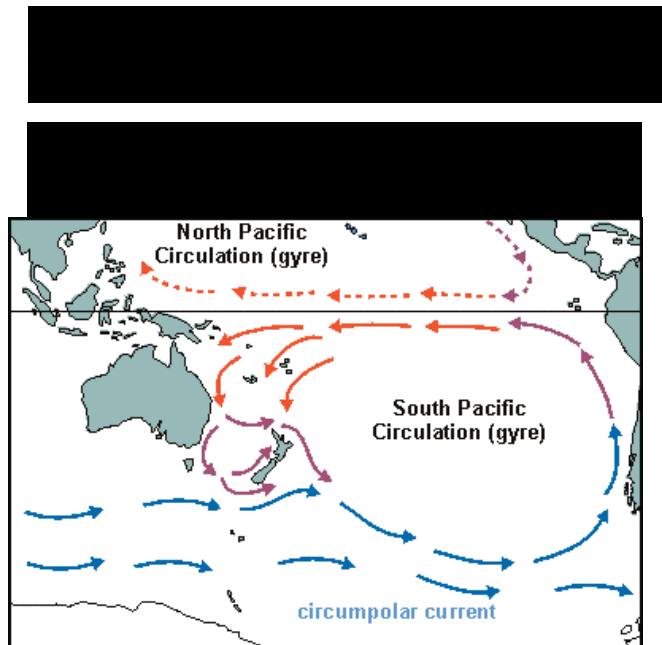 North Pacific
Circulation (gyre)
South Pacific
Circulation (gyre)
circumpolar current